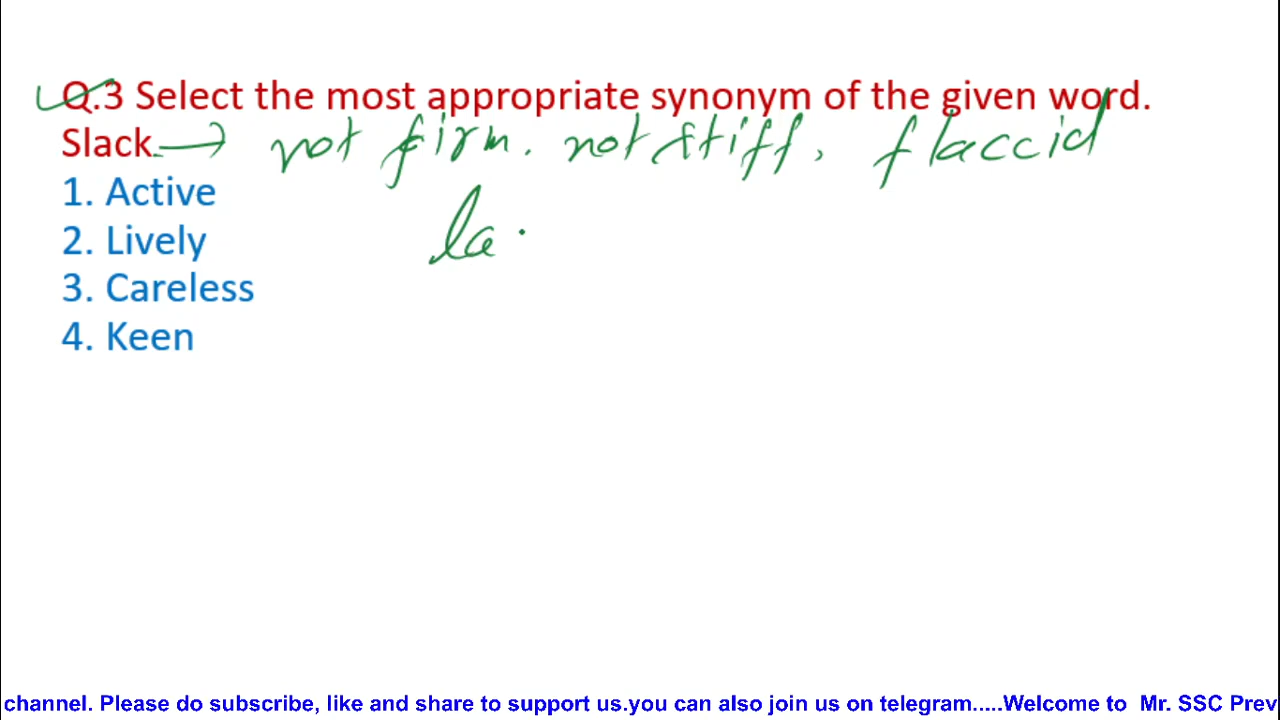 Q.3 Select the most appropriate synonym of the given word.
Slack. → not firm. not stiff, flaccid
1. Active
la.
2. Lively
3. Careless
4. Keen
channel. Please do subscribe, like and share to support us.you can also join us on telegram.....Welcome to Mr. SSC Prev